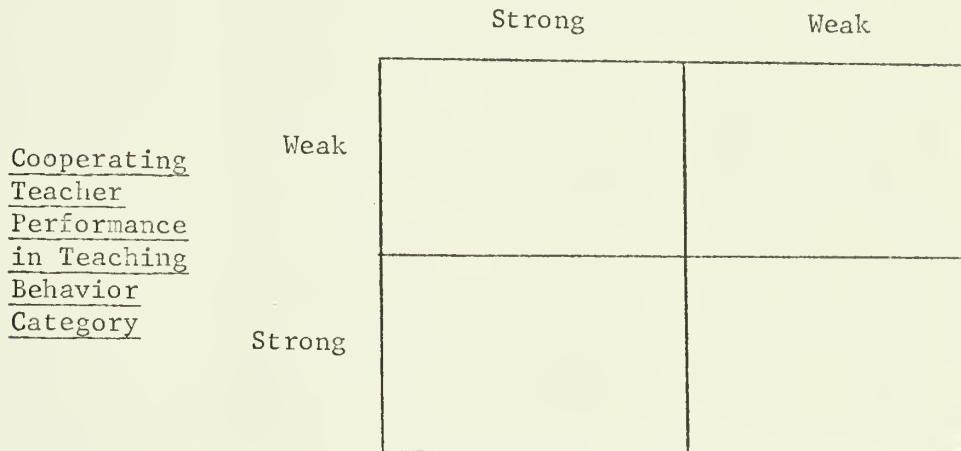 Strong Weak
Weak
Cooperating
Teacher
Performance
in Teaching
Behavior
Category
Strong